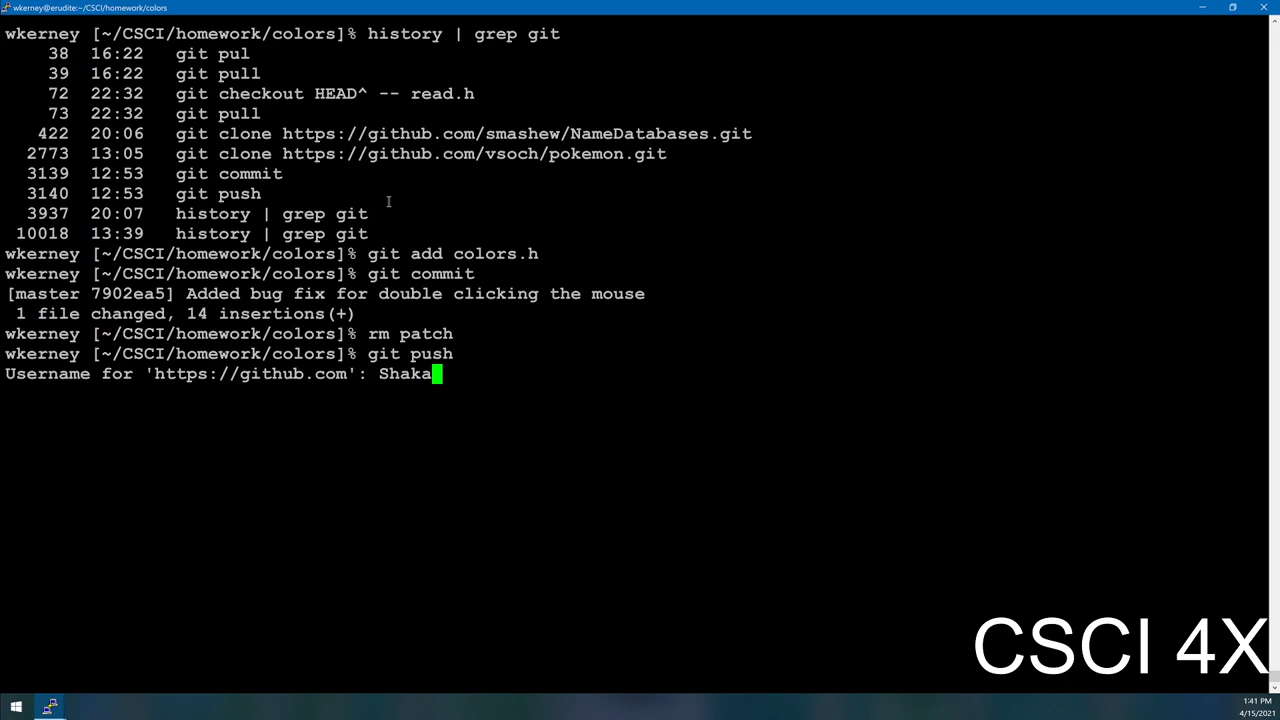 wkerney@erudite:~/CSCI/homework/colors
wkerney [~/CSCI/homework/colors]% history | grep git
38 16:22 git pul
39 16:22 git pull
72 22:32 git checkout HEAD^ -- read.h
73 22:32 git pull
422 20:06 git clone https://github.com/smashew/NameDatabases.git
2773 13:05 git clone https://github.com/vsoch/pokemon.git
3139 12:53 git commit
3140 12:53 git push
3937 20:07 history | grep git
10018 13:39 history | grep git
wkerney [~/CSCI/homework/colors]% git add colors.h
wkerney [~/CSCI/homework/colors]% git commit
[master 7902ea5] Added bug fix for double clicking the mouse
1 file changed, 14 insertions(+)
wkerney [~/CSCI/homework/colors]% rm patch
wkerney [~/CSCI/homework/colors]% git push
Username for 'https://github.com': Shaka
CSCI 4X
1:41 PM
4/15/2021